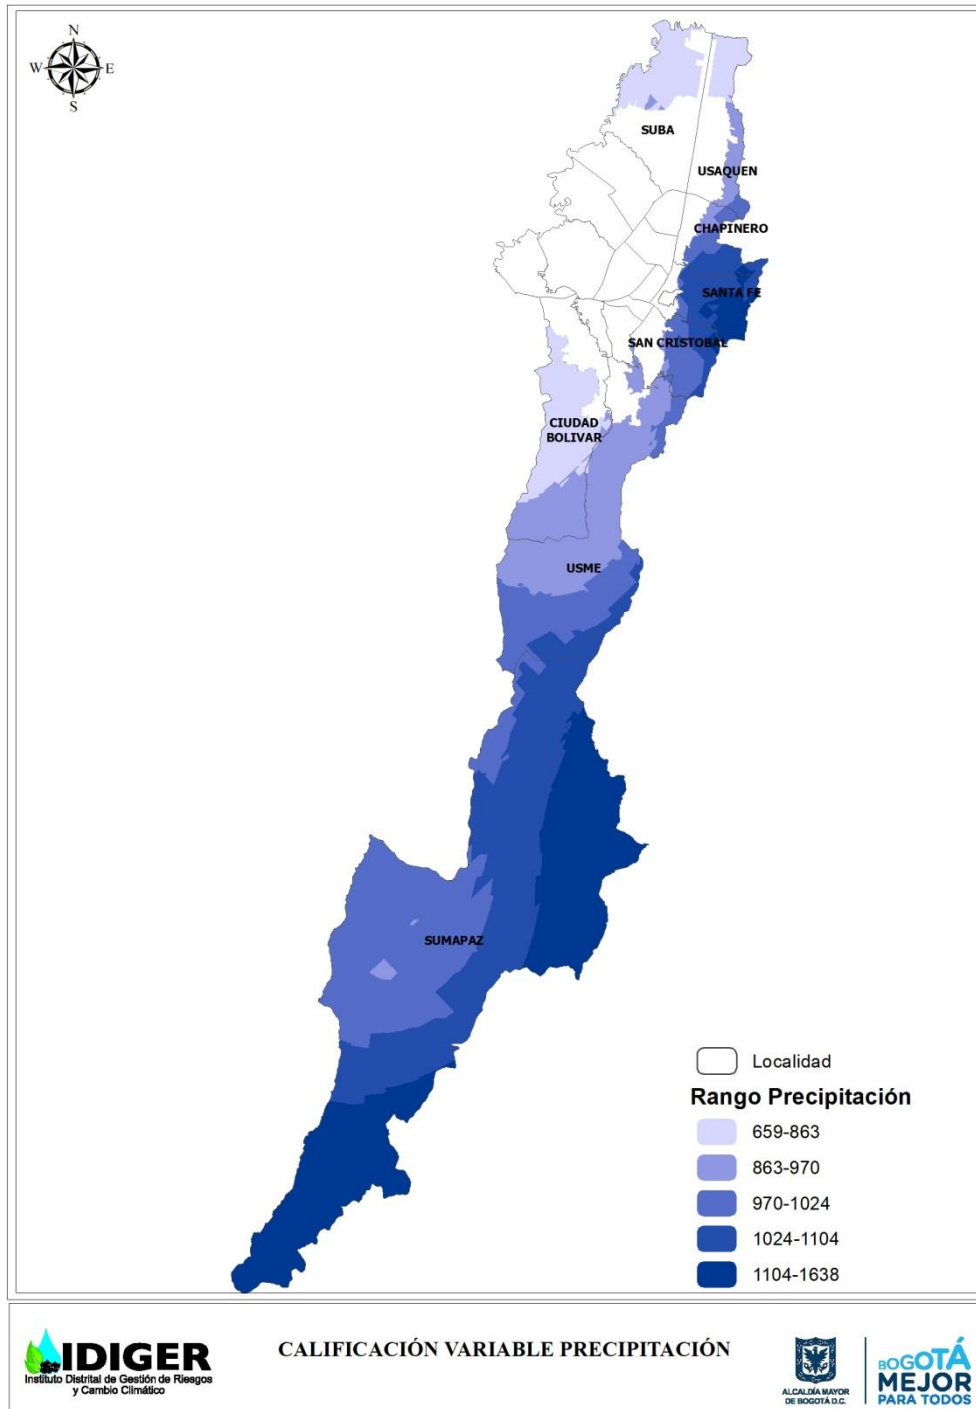 N
W E
S
SUBA
USAQUEN
CHAPINERO
SANTA FE
SAN CRISTOBAL
CIUDAD
BOLIVAR
USME
SUMAPAZ
Localidad
Rango Precipitación
659-863
863-970
970-1024
1024-1104
1104-1638
IDIGER
Instituto Distrital de Gestión de Riesgos
y Cambio Climático
CALIFICACIÓN VARIABLE PRECIPITACIÓN
ALCALDÍA MAYOR
DE BOGOTÁ D.C.
BOGOTÁ
MEJOR
PARA TODOS